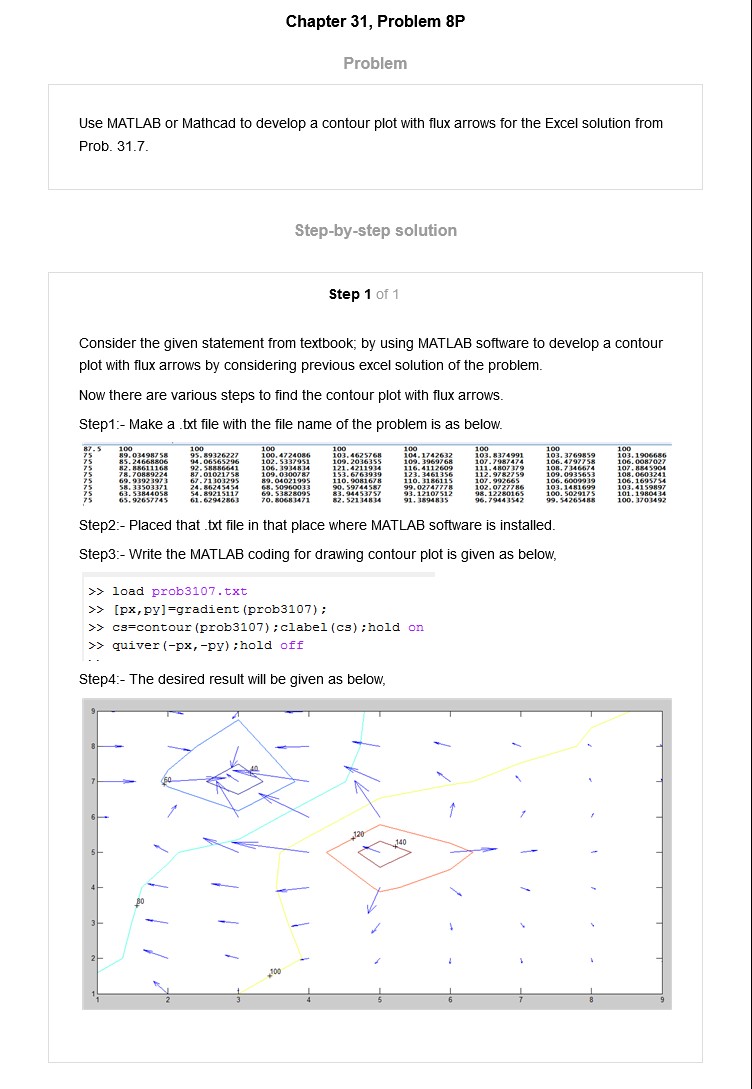 Chapter 31, Problem 8P
Problem
Use MATLAB or Mathcad to develop a contour plot with flux arrows for the Excel solution from
Prob. 31.7.
Step-by-step solution
Step 1 of 1
Consider the given statement from textbook; by using MATLAB software to develop a contour
plot with flux arrows by considering previous excel solution of the problem.
Now there are various steps to find the contour plot with flux arrows.
Step1:- Make a .txt file with the file name of the problem is as below.
87.5 100 100 100 100 100 100 100 100
75 89.03498758 95.89326227 100.4724086 103.4625768 104.1742632 103.8374991 103.3769859 103.1906686
75 85.24668806 94.06565296 102.5337951 109.2036355 109.3969768 107.7987474 106.4797758 106.0087027
75 82.88611168 92.58886641 106.3934834 121.4211934 116.4112609 111.4807379 108.7346674 107.8845904
75 78.70889224 87.01021758 109.0300787 153.6763939 123.3461356 112.9782759 109.0935653 108.0603241
75 69.93923973 67.71303295 89.04021995 110.9081678 110.3186115 107.992665 106.6009939 106.1695754
75 58.33503371 24.86245454 68.50960033 90.59744587 99.02747778 102.0727786 103.1481699 103.4159897
75 63.53844058 54.89215117 69.53828095 83.94453757 93.12107512 98.12280165 100.5029175 101.1980434
75 65.92657745 61.62942863 70.80683471 82.52134834 91.3894835 96.79443542 99.54265488 100.3703492
Step2:- Placed that .txt file in that place where MATLAB software is installed.
Step3:- Write the MATLAB coding for drawing contour plot is given as below,
>> load prob3107.txt
>> [px,py]=gradient(prob3107);
>> cs=contour(prob3107);clabel(cs);hold on
>> quiver(-px,-py);hold off
Step4:- The desired result will be given as below,
9
8
40
7
60
6
120
140
5
4
80
3
2
100
1
1 2 3 4 5 6 7 8 9